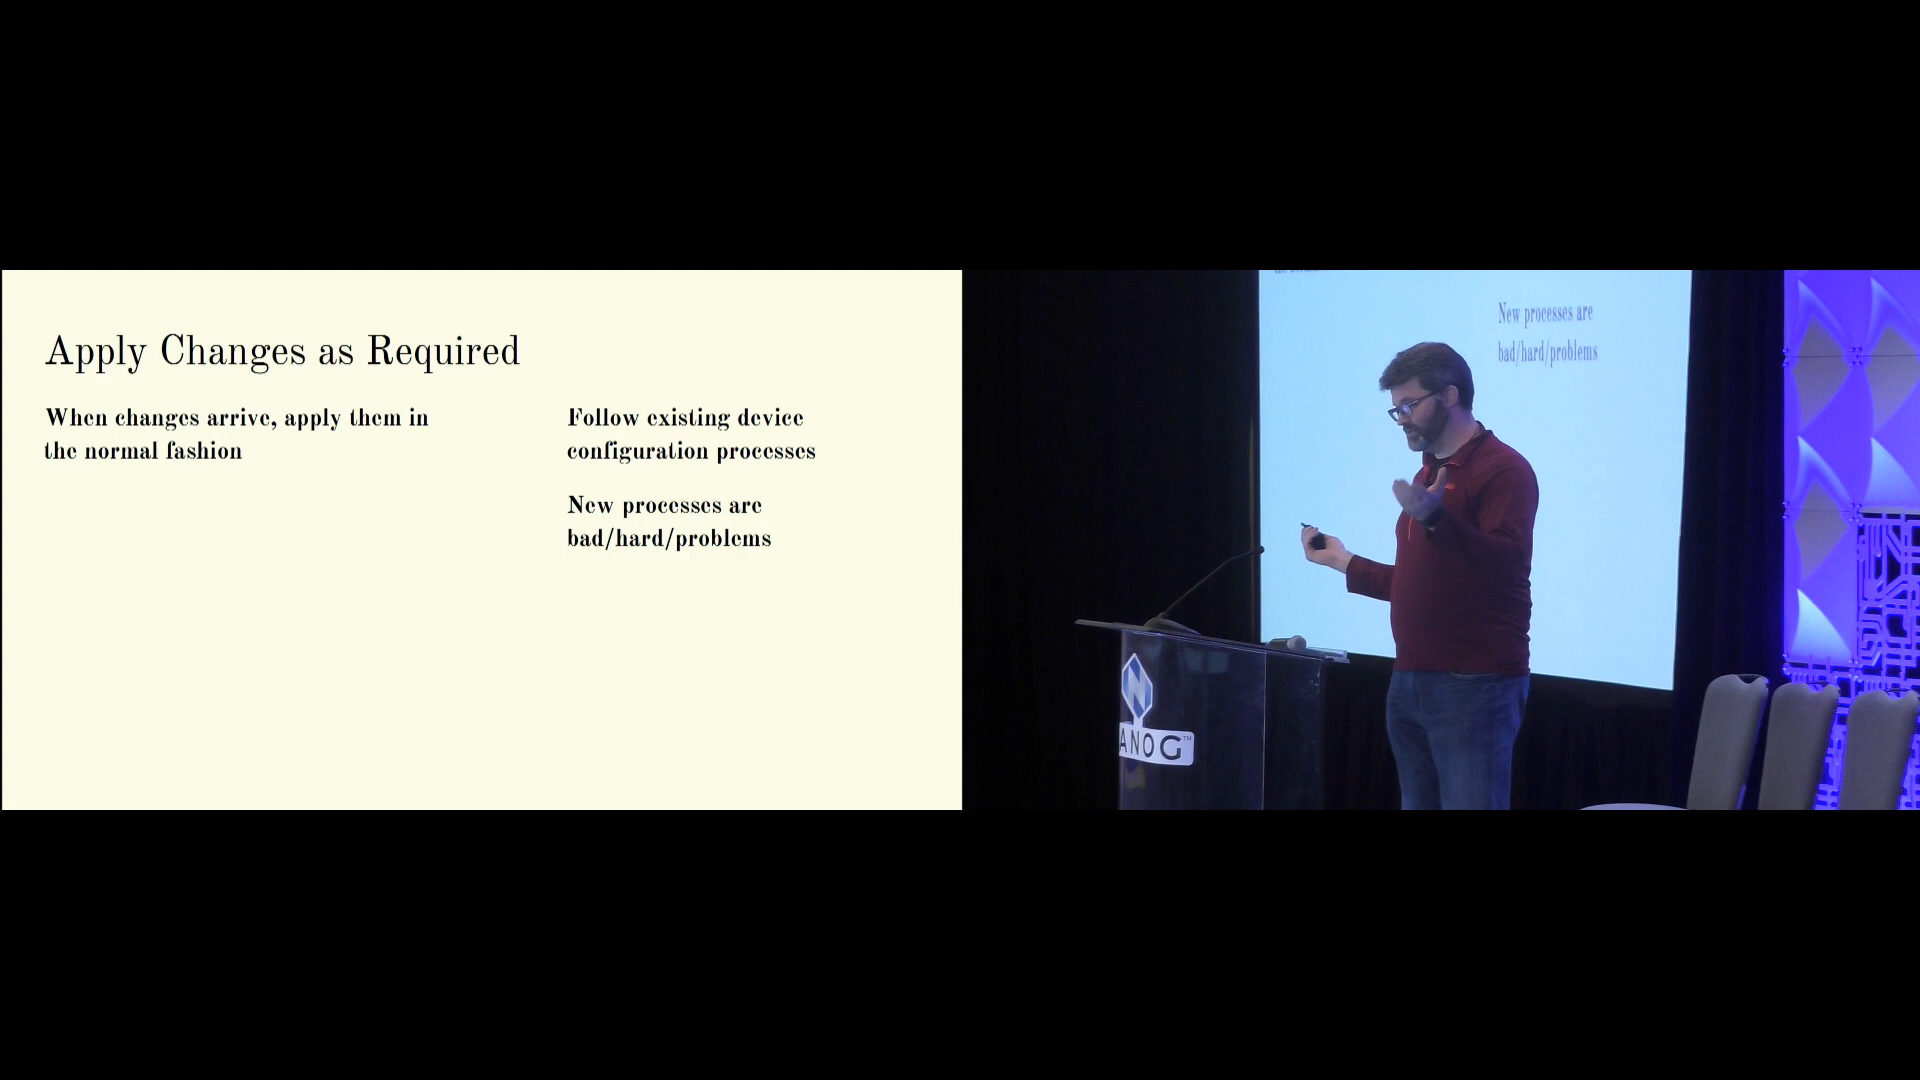 Apply Changes as Required
When changes arrive, apply them in
the normal fashion
Follow existing device
configuration processes
New processes are
bad/hard/problems
New processes are
bad/hard/problems
N
ANOG™